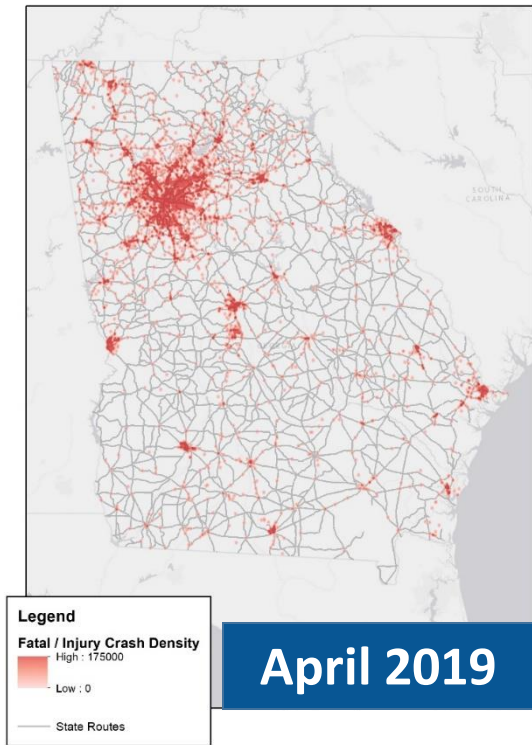 SOUTH
CAROLINA
Legend
Fatal / Injury Crash Density
High : 175000
Low : 0
State Routes
April 2019